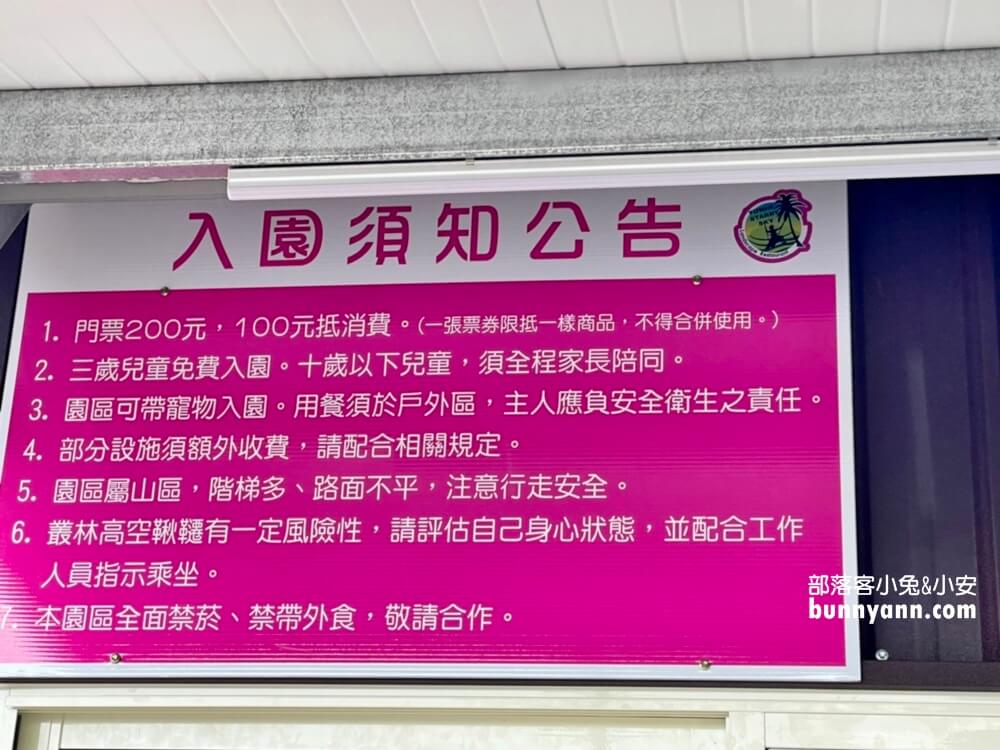 入園須知公告
STARRY
SKY
1. 門票200元，100元抵消費。(一張票券限抵一樣商品，不得合併使用。)
2. 三歲兒童免費入園。十歲以下兒童，須全程家長陪同。
3. 園區可帶寵物入園。用餐須於戶外區，主人應負安全衛生之責任。
4. 部分設施須額外收費，請配合相關規定。
5. 園區屬山區，階梯多、路面不平，注意行走安全。
6. 叢林高空鞦韆有一定風險性，請評估自己身心狀態，並配合工作
人員指示乘坐。
7. 本園區全面禁菸、禁帶外食，敬請合作。
部落客小兔&小安
bunnyann.com